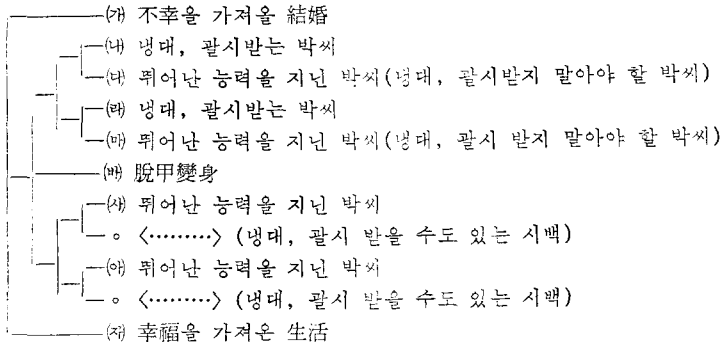 ㈎ 不幸을 가져올 結婚
㈏ 냉대, 괄시받는 박씨
㈐ 뛰어난 능력을 지닌 박씨(냉대, 괄시받지 말아야 할 박씨)
㈑ 냉대, 괄시받는 박씨
㈒ 뛰어난 능력을 지닌 박씨(냉대, 괄시 받지 말아야 할 박씨)
㈓ 脫甲變身
㈔ 뛰어난 능력을 지닌 박씨
∘ 〈………〉 (냉대, 괄시 받을 수도 있는 시백)
㈕ 뛰어난 능력을 지닌 박씨
∘ 〈………〉 (냉대, 괄시 받을 수도 있는 시백)
㈖ 幸福을 가져온 生活